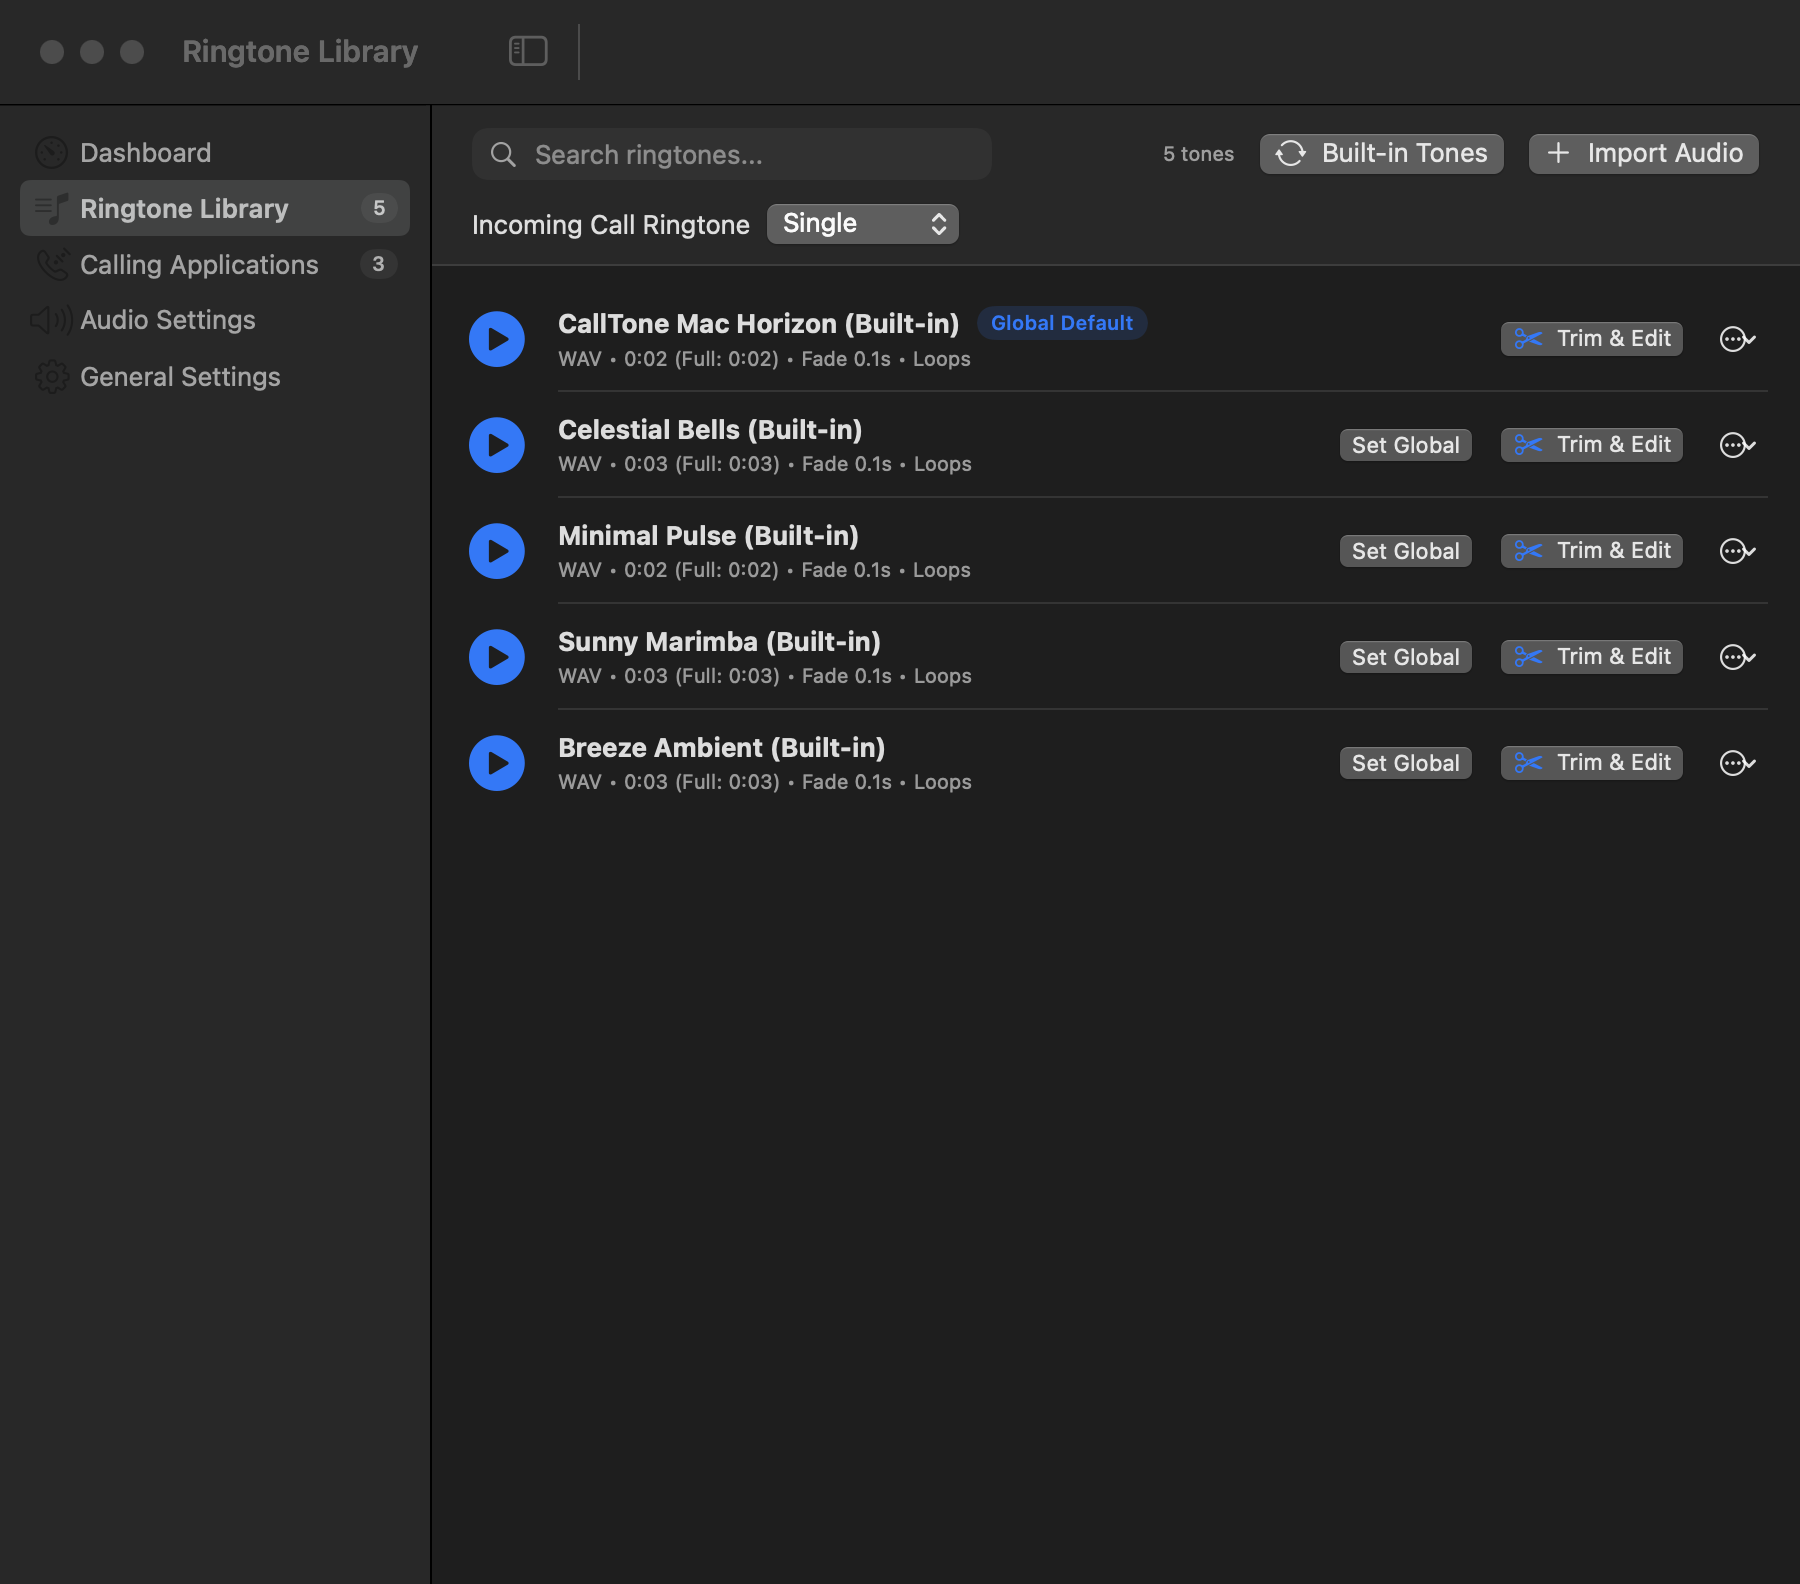 Ringtone Library
Dashboard
Ringtone Library 5
Calling Applications 3
Audio Settings
General Settings
Search ringtones...
5 tones
Built-in Tones
Import Audio
Incoming Call Ringtone Single
CallTone Mac Horizon (Built-in) Global Default
WAV • 0:02 (Full: 0:02) • Fade 0.1s • Loops
Trim & Edit
Celestial Bells (Built-in)
WAV • 0:03 (Full: 0:03) • Fade 0.1s • Loops
Set Global Trim & Edit
Minimal Pulse (Built-in)
WAV • 0:02 (Full: 0:02) • Fade 0.1s • Loops
Set Global Trim & Edit
Sunny Marimba (Built-in)
WAV • 0:03 (Full: 0:03) • Fade 0.1s • Loops
Set Global Trim & Edit
Breeze Ambient (Built-in)
WAV • 0:03 (Full: 0:03) • Fade 0.1s • Loops
Set Global Trim & Edit